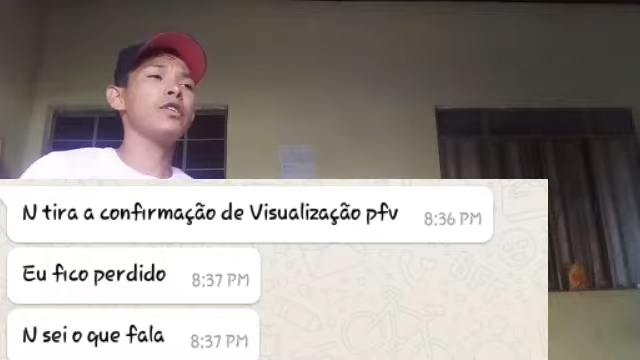 N tira a confirmação de Visualização pfv 8:36 PM
Eu fico perdido 8:37 PM
N sei o que fala 8:37 PM